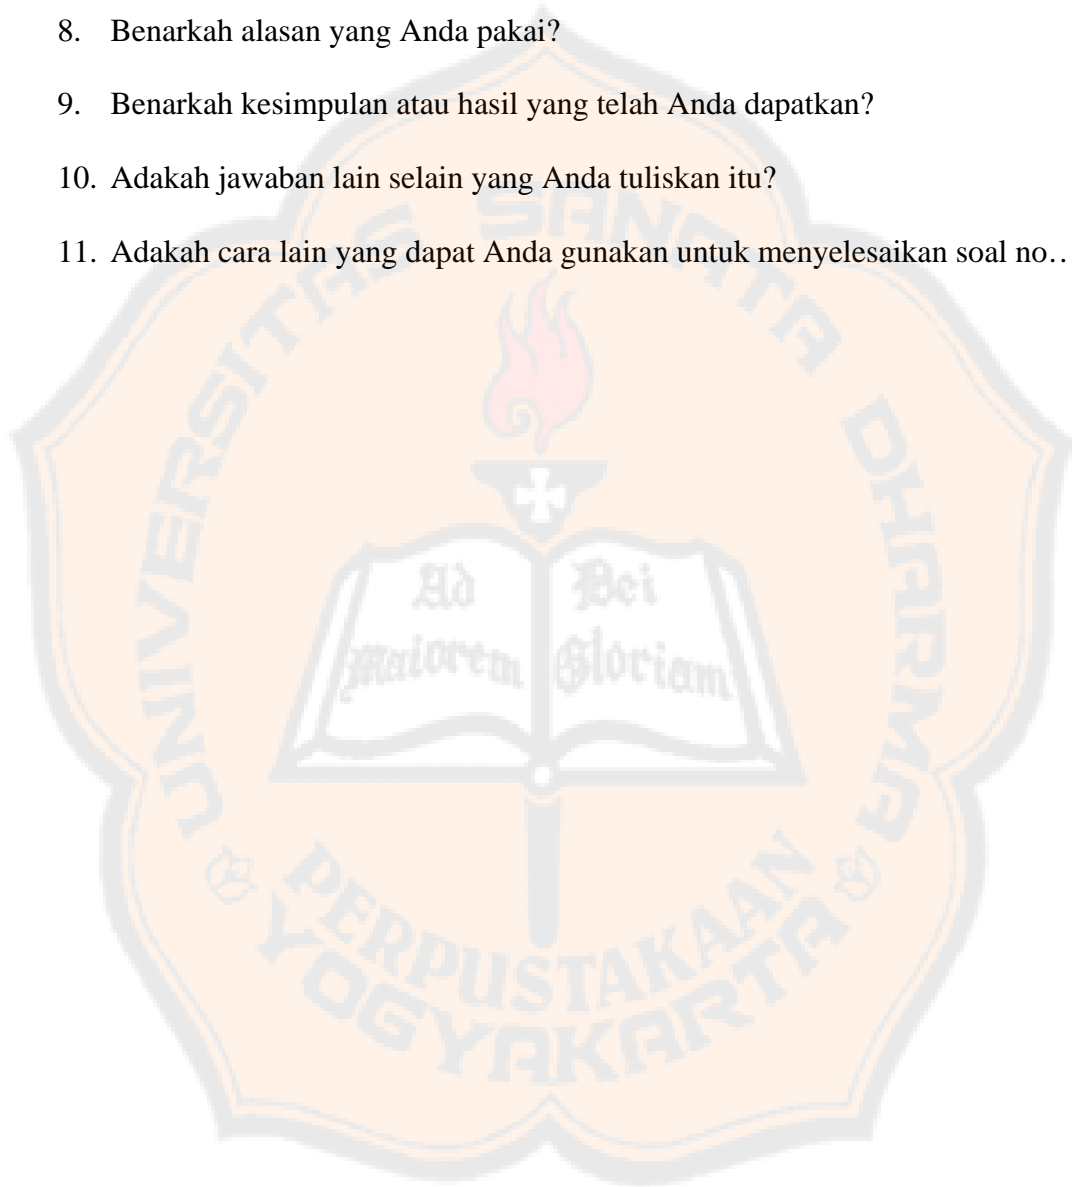 8. Benarkah alasan yang Anda pakai?
9. Benarkah kesimpulan atau hasil yang telah Anda dapatkan?
10. Adakah jawaban lain selain yang Anda tuliskan itu?
11. Adakah cara lain yang dapat Anda gunakan untuk menyelesaikan soal no…
UNIVERSITAS SANATA DHARMA
Ad Maiorem
Dei Gloriam
PERPUSTAKAAN
YOGYAKARTA